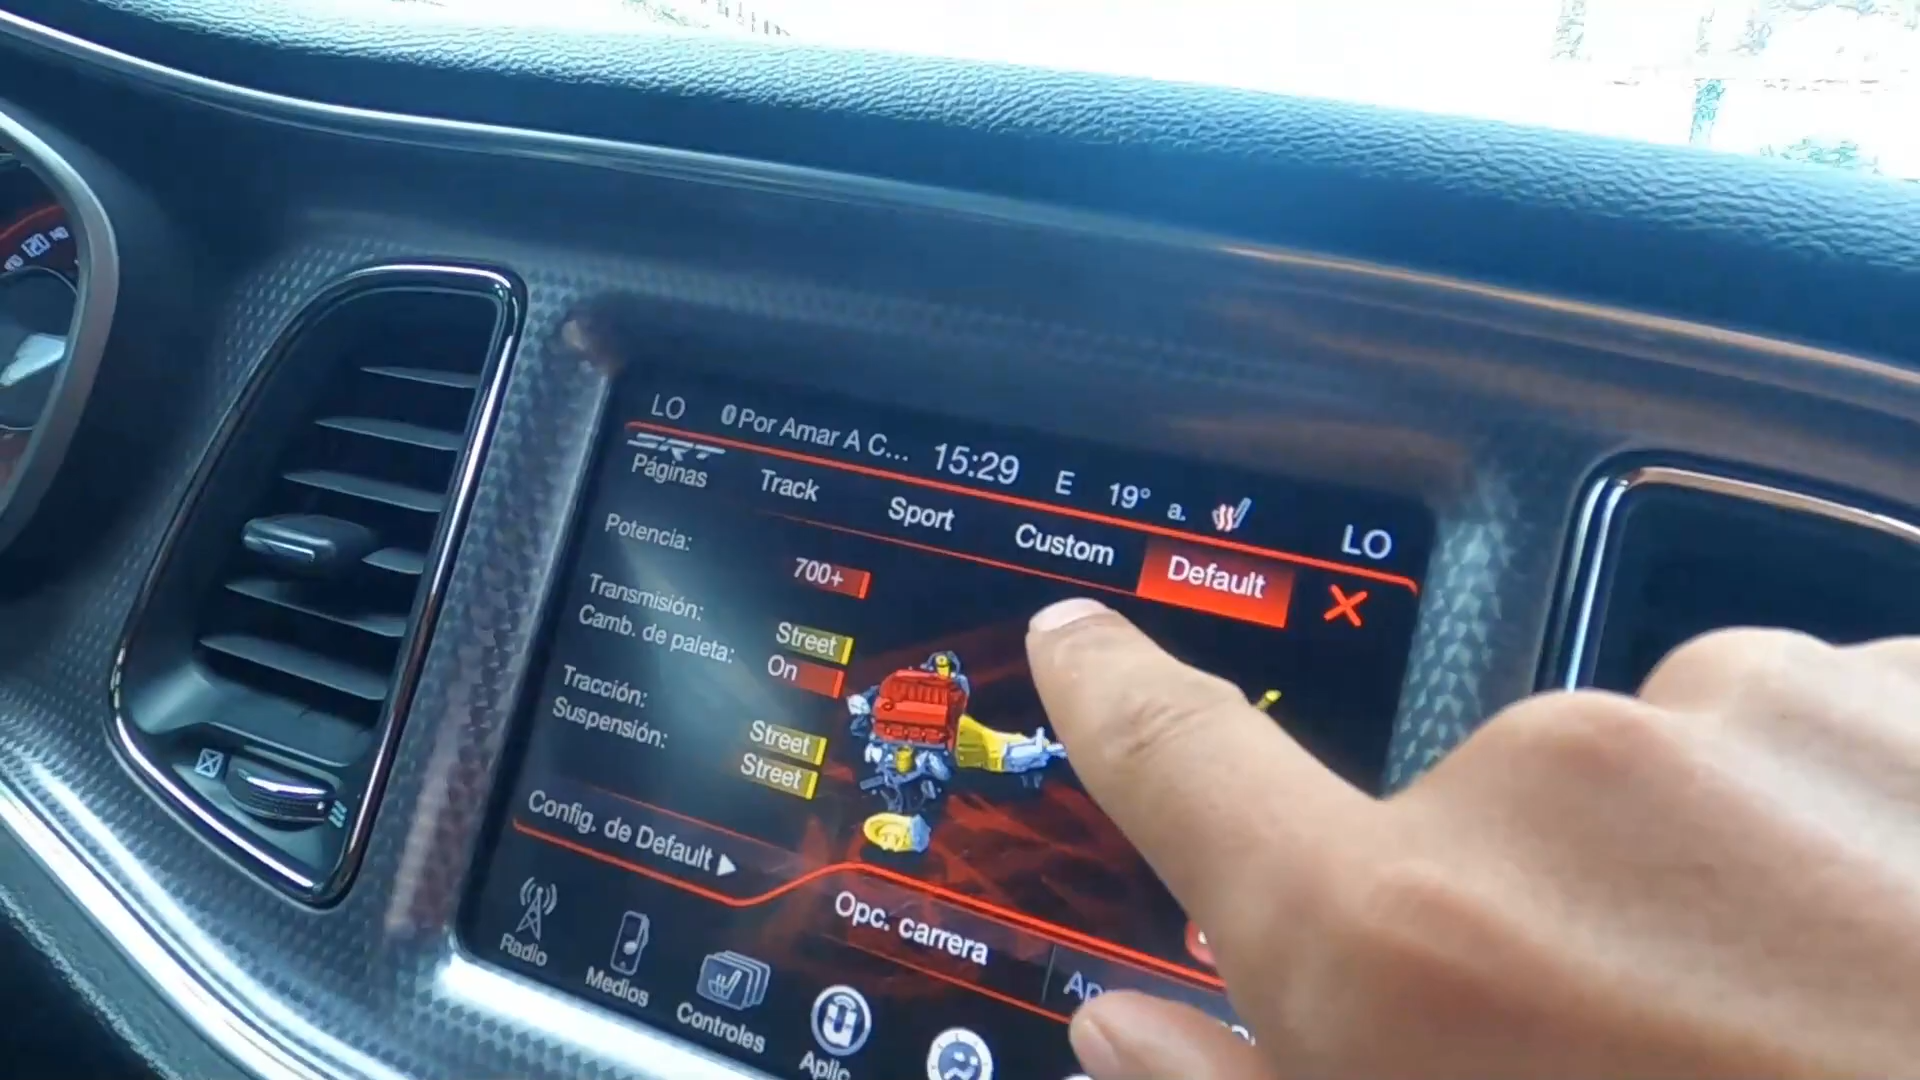 LO 0 Por Amar A C... 15:29 E 19° a. LO
SRT
Páginas Track Sport Custom Default X
Potencia: 700+
Transmisión: Street
Camb. de paleta: On
Tracción: Street
Suspensión: Street
Config. de Default
Opc. carrera
Radio Medios Controles
120